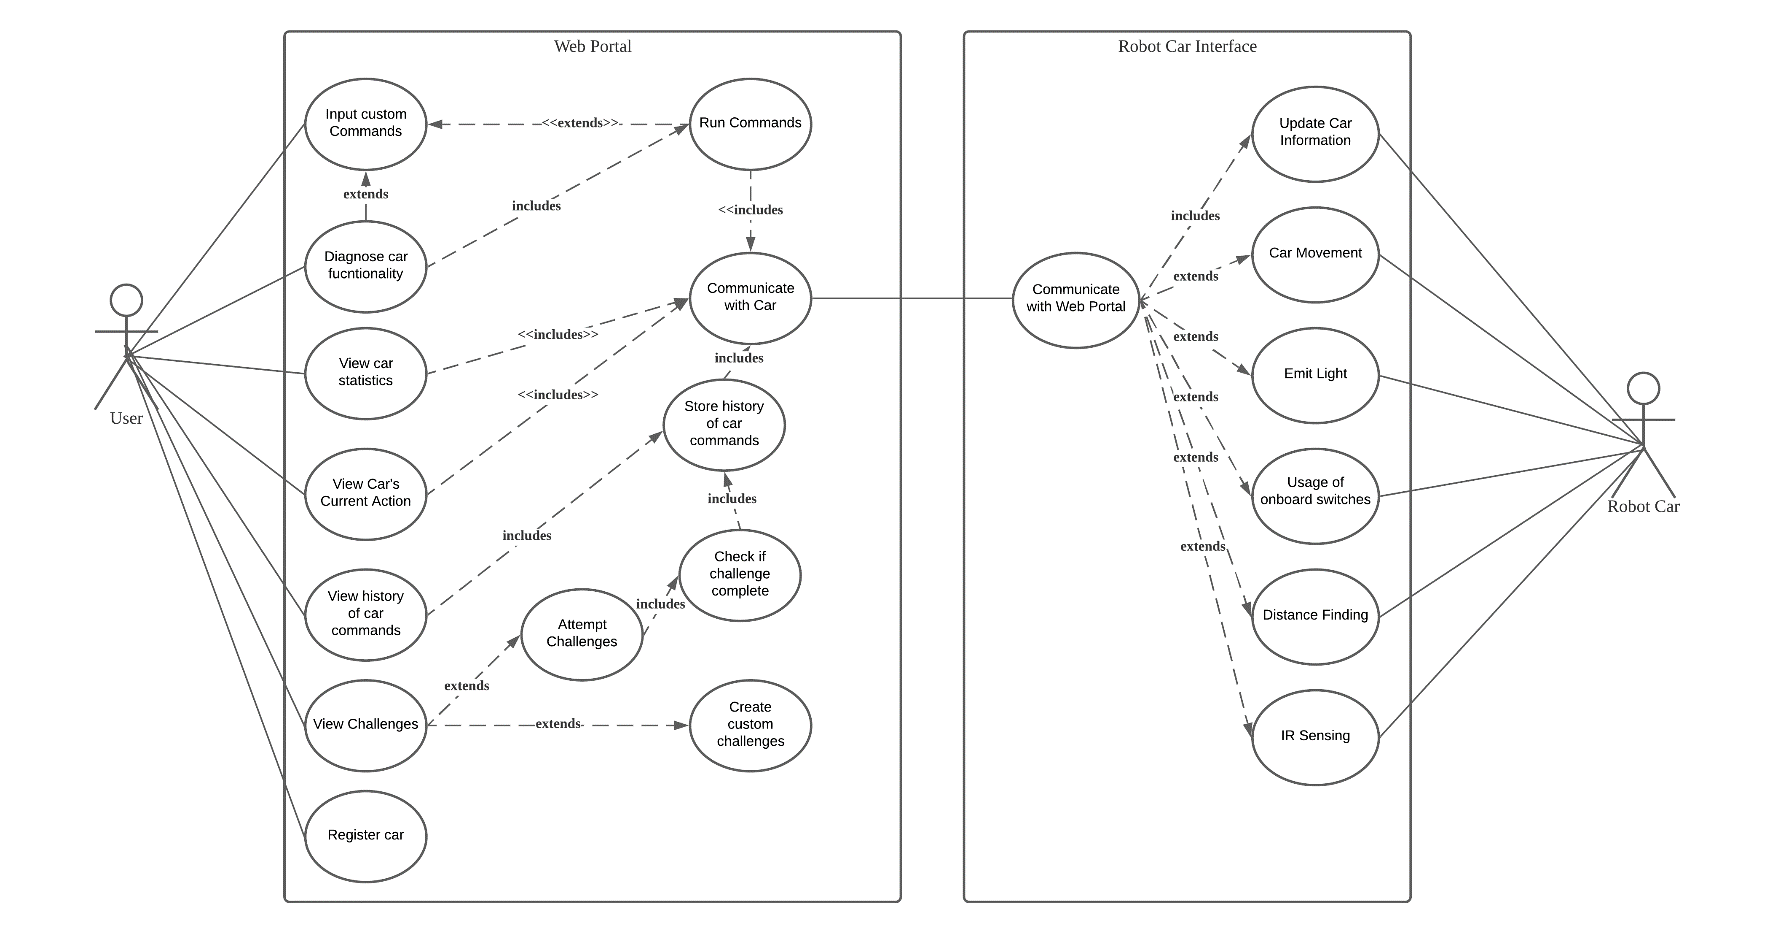 Web Portal
Robot Car Interface
Input custom
Commands
<<extends>>
Run Commands
Update Car
Information
extends
includes
<<includes
includes
Diagnose car
fucntionality
Communicate
with Car
Communicate
with Web Portal
Car Movement
extends
User
View car
statistics
<<includes>>
includes
extends
Emit Light
<<includes>>
Store history
of car
commands
extends
View Car's
Current Action
includes
extends
Usage of
onboard switches
Robot Car
includes
extends
View history
of car
commands
Attempt
Challenges
includes
Check if
challenge
complete
Distance Finding
extends
View Challenges
extends
Create
custom
challenges
IR Sensing
Register car